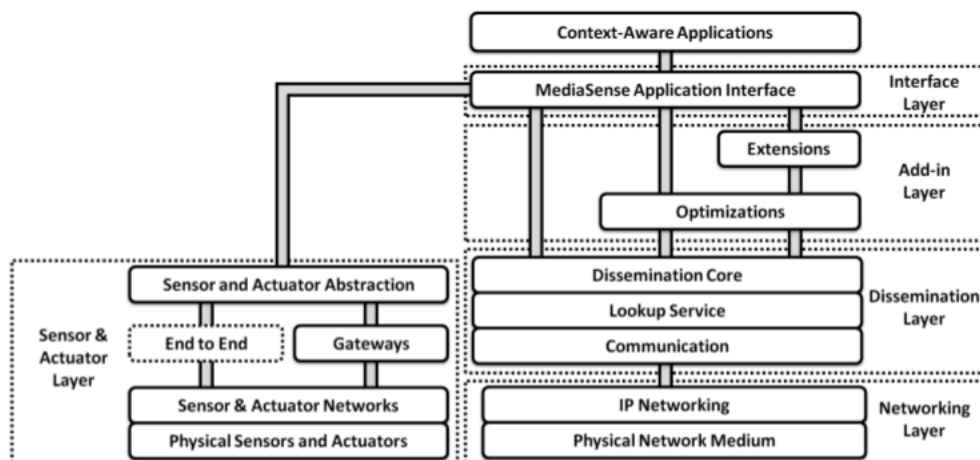 Context-Aware Applications
MediaSense Application Interface
Interface
Layer
Extensions
Add-in
Layer
Optimizations
Sensor and Actuator Abstraction
Dissemination Core
Lookup Service
Dissemination
Layer
Communication
Sensor &
Actuator
Layer
End to End
Gateways
Sensor & Actuator Networks
Physical Sensors and Actuators
IP Networking
Physical Network Medium
Networking
Layer